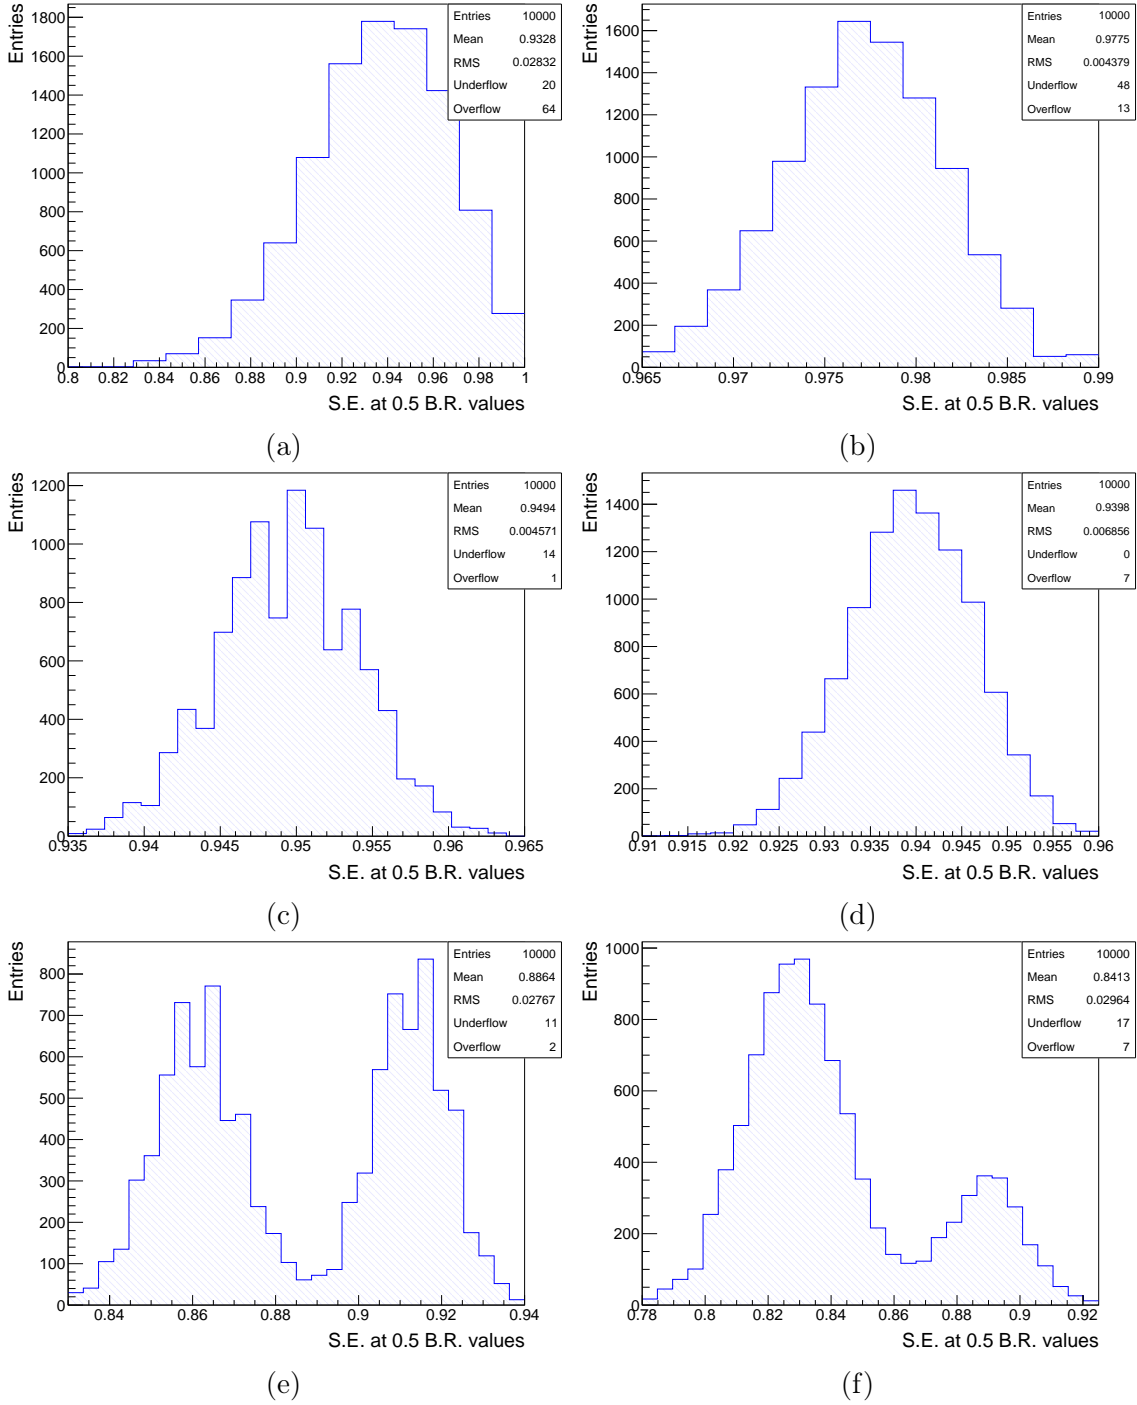 Entries
1800
1600
1400
1200
1000
800
600
400
200
0
0.8 0.82 0.84 0.86 0.88 0.9 0.92 0.94 0.96 0.98 1
S.E. at 0.5 B.R. values
Entries 10000
Mean 0.9328
RMS 0.02832
Underflow 20
Overflow 64
(a)
Entries
1600
1400
1200
1000
800
600
400
200
0
0.965 0.97 0.975 0.98 0.985 0.99
S.E. at 0.5 B.R. values
Entries 10000
Mean 0.9775
RMS 0.004379
Underflow 48
Overflow 13
(b)
Entries
1200
1000
800
600
400
200
0
0.935 0.94 0.945 0.95 0.955 0.96 0.965
S.E. at 0.5 B.R. values
Entries 10000
Mean 0.9494
RMS 0.004571
Underflow 14
Overflow 1
(c)
Entries
1400
1200
1000
800
600
400
200
0
0.91 0.915 0.92 0.925 0.93 0.935 0.94 0.945 0.95 0.955 0.96
S.E. at 0.5 B.R. values
Entries 10000
Mean 0.9398
RMS 0.006856
Underflow 0
Overflow 7
(d)
Entries
800
700
600
500
400
300
200
100
0
0.84 0.86 0.88 0.9 0.92 0.94
S.E. at 0.5 B.R. values
Entries 10000
Mean 0.8864
RMS 0.02767
Underflow 11
Overflow 2
(e)
Entries
1000
800
600
400
200
0
0.78 0.8 0.82 0.84 0.86 0.88 0.9 0.92
S.E. at 0.5 B.R. values
Entries 10000
Mean 0.8413
RMS 0.02964
Underflow 17
Overflow 7
(f)